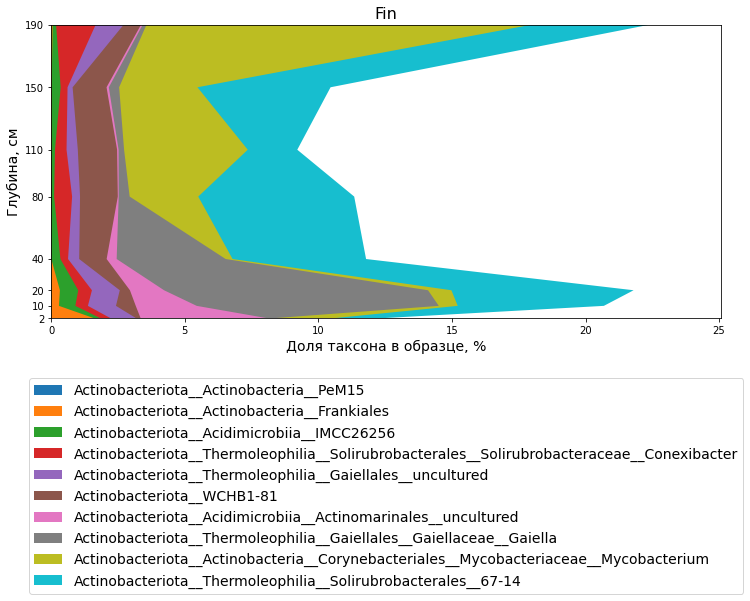 Fin
Глубина, см
190
150
110
80
40
20
10
2
0
5
10
15
20
25
Доля таксона в образце, %
Actinobacteriota__Actinobacteria__PeM15
Actinobacteriota__Actinobacteria__Frankiales
Actinobacteriota__Acidimicrobiia__IMCC26256
Actinobacteriota__Thermoleophilia__Solirubrobacterales__Solirubrobacteraceae__Conexibacter
Actinobacteriota__Thermoleophilia__Gaiellales__uncultured
Actinobacteriota__WCHB1-81
Actinobacteriota__Acidimicrobiia__Actinomarinales__uncultured
Actinobacteriota__Thermoleophilia__Gaiellales__Gaiellaceae__Gaiella
Actinobacteriota__Actinobacteria__Corynebacteriales__Mycobacteriaceae__Mycobacterium
Actinobacteriota__Thermoleophilia__Solirubrobacterales__67-14